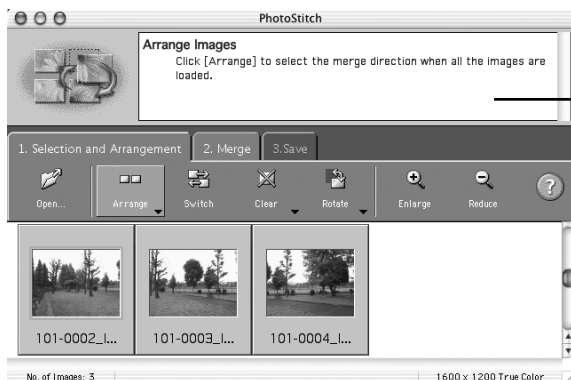 PhotoStitch
Arrange Images
Click [Arrange] to select the merge direction when all the images are
loaded.
1. Selection and Arrangement 2. Merge 3.Save
Open... Arrange Switch Clear Rotate Enlarge Reduce ?
101-0002_I... 101-0003_I... 101-0004_I...
No. of Images: 3 1600 x 1200 True Color